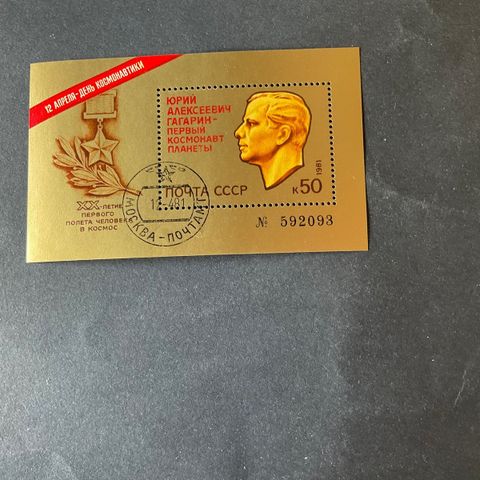 12 АПРЕЛЯ-ДЕНЬ КОСМОНАВТИКИ
ЮРИЙ
АЛЕКСЕЕВИЧ
ГАГАРИН-
ПЕРВЫЙ
КОСМОНАВТ
ПЛАНЕТЫ
1981
ПОЧТА СССР
к50
XX-ЛЕТИЕ
ПЕРВОГО
ПОЛЕТА ЧЕЛОВЕКА
В КОСМОС
№ 592093
МОСКВА-ПОЧТАМТ